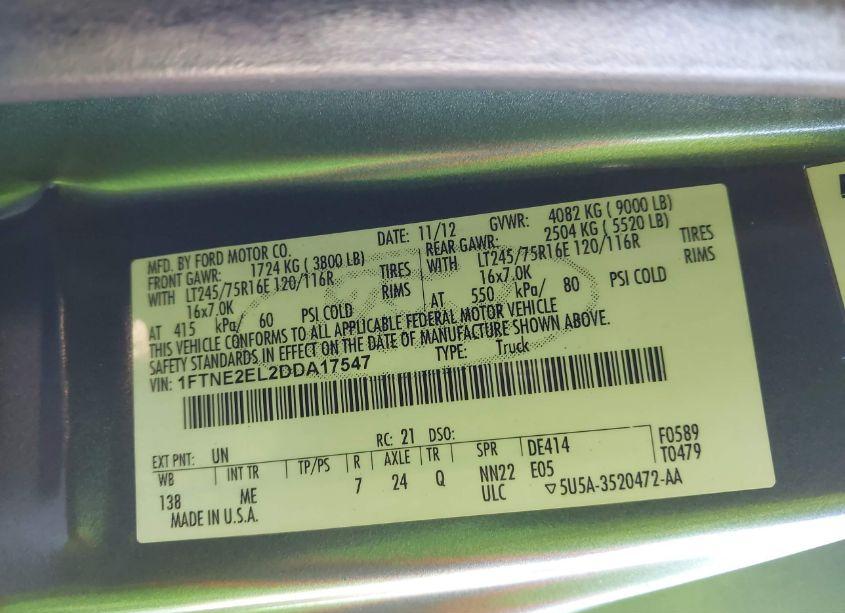 MFD. BY FORD MOTOR CO. DATE: 11/12 GVWR: 4082 KG ( 9000 LB)
FRONT GAWR: 1724 KG ( 3800 LB) REAR GAWR: 2504 KG ( 5520 LB)
WITH LT245/75R16E 120/116R TIRES WITH LT245/75R16E 120/116R TIRES
16x7.0K RIMS 16x7.0K RIMS
AT 415 kPa/ 60 PSI COLD AT 550 kPa/ 80 PSI COLD
THIS VEHICLE CONFORMS TO ALL APPLICABLE FEDERAL MOTOR VEHICLE
SAFETY STANDARDS IN EFFECT ON THE DATE OF MANUFACTURE SHOWN ABOVE.
VIN: 1FTNE2EL2DDA17547 TYPE: Truck
EXT PNT: UN RC: 21 DSO: F0589
WB INT TR TP/PS R AXLE TR SPR DE414 T0479
138 ME 7 24 Q NN22 E05
MADE IN U.S.A. ULC ▽5U5A-3520472-AA